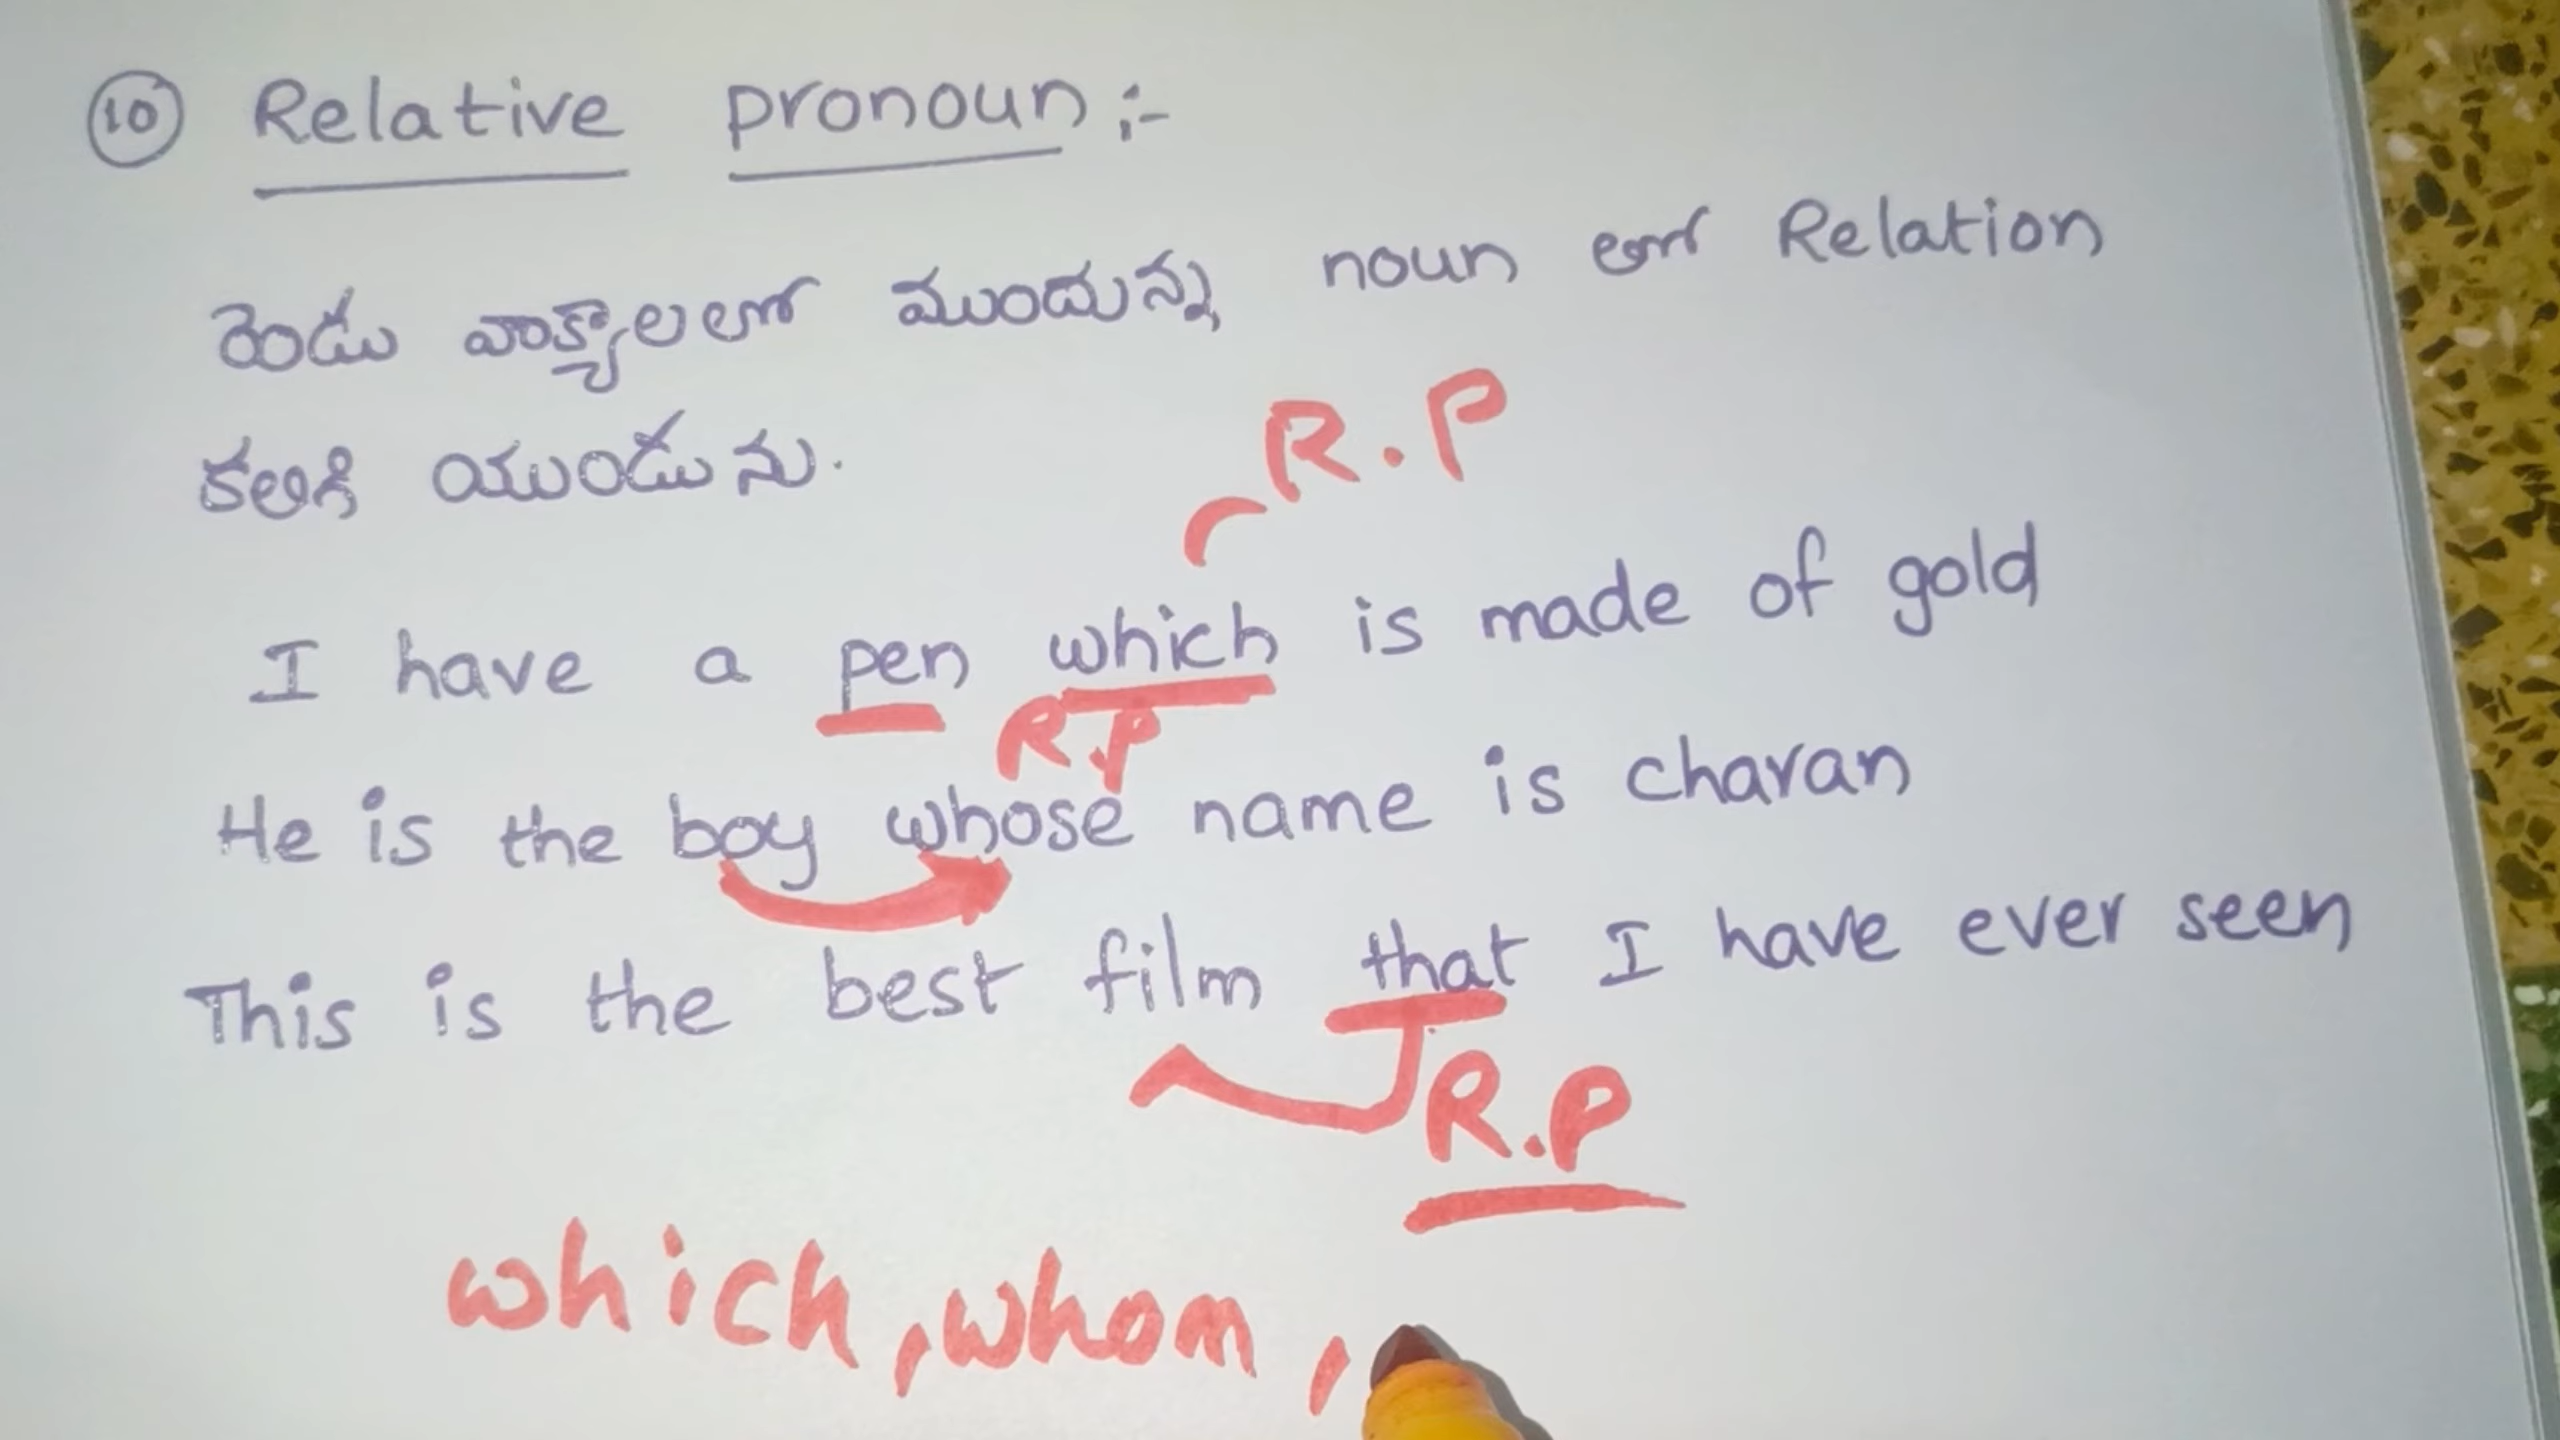 10 Relative pronoun :-
రెండు వాక్యాలలో ముందున్న noun తో Relation
కలిగి యుండును.
R.P
I have a pen which is made of gold
R.P
He is the boy whose name is charan
This is the best film that I have ever seen
R.P
which, whom,